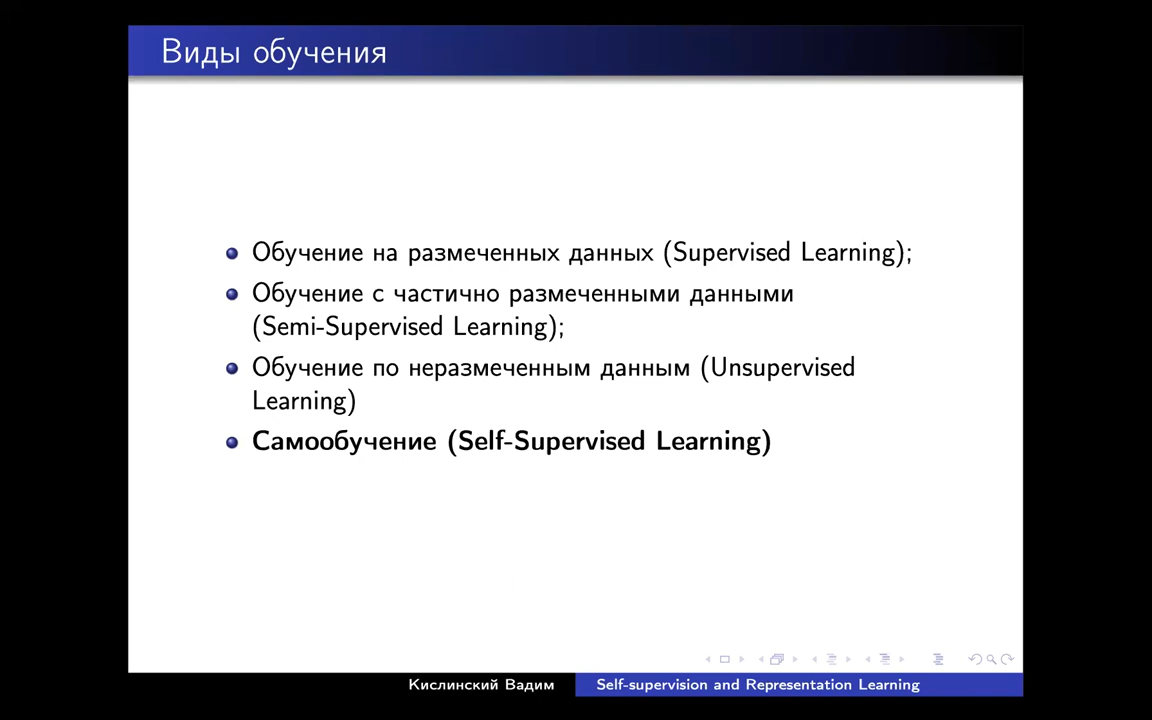 Виды обучения
Обучение на размеченных данных (Supervised Learning);
Обучение с частично размеченными данными
(Semi-Supervised Learning);
Обучение по неразмеченным данным (Unsupervised
Learning)
Самообучение (Self-Supervised Learning)
Кислинский Вадим
Self-supervision and Representation Learning